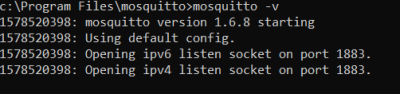 c:\Program Files\mosquitto>mosquitto -v
1578520398: mosquitto version 1.6.8 starting
1578520398: Using default config.
1578520398: Opening ipv6 listen socket on port 1883.
1578520398: Opening ipv4 listen socket on port 1883.